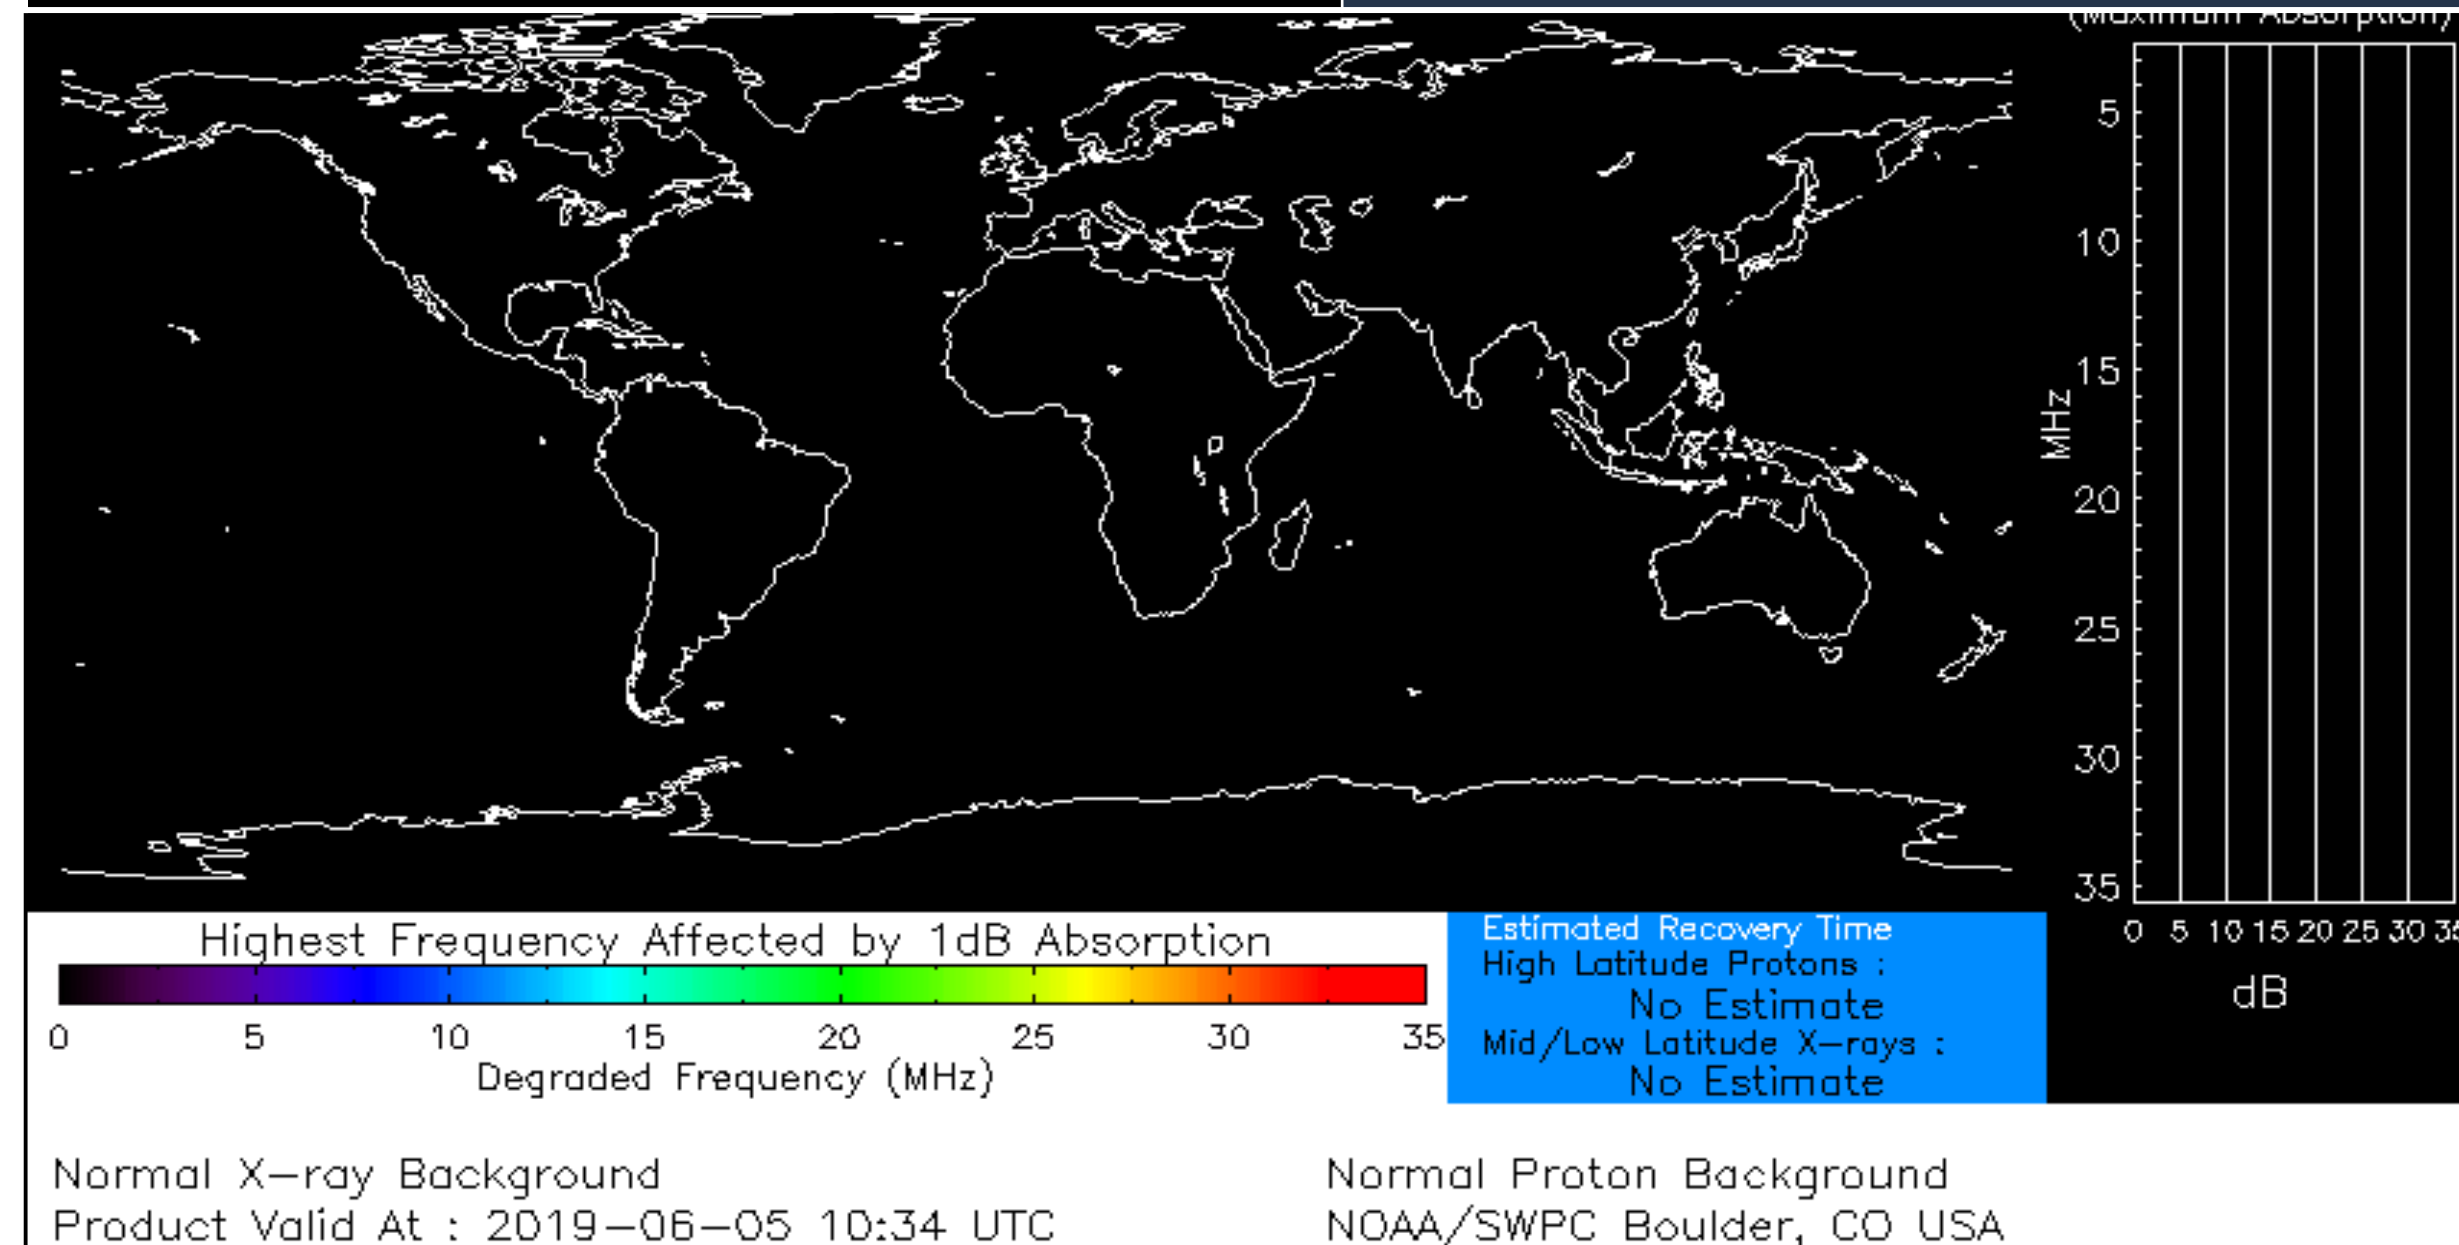 (Maximum Absorption)
5
10
15
20
25
30
35
MHz
0 5 10 15 20 25 30 35
dB
Highest Frequency Affected by 1dB Absorption
0 5 10 15 20 25 30 35
Degraded Frequency (MHz)
Estimated Recovery Time
High Latitude Protons :
No Estimate
Mid/Low Latitude X-rays :
No Estimate
Normal X-ray Background
Product Valid At : 2019-06-05 10:34 UTC
Normal Proton Background
NOAA/SWPC Boulder, CO USA